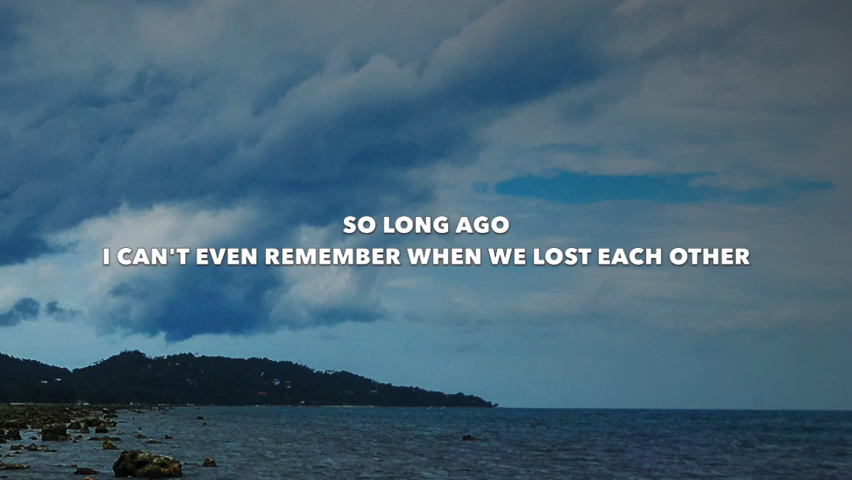 SO LONG AGO
I CAN'T EVEN REMEMBER WHEN WE LOST EACH OTHER